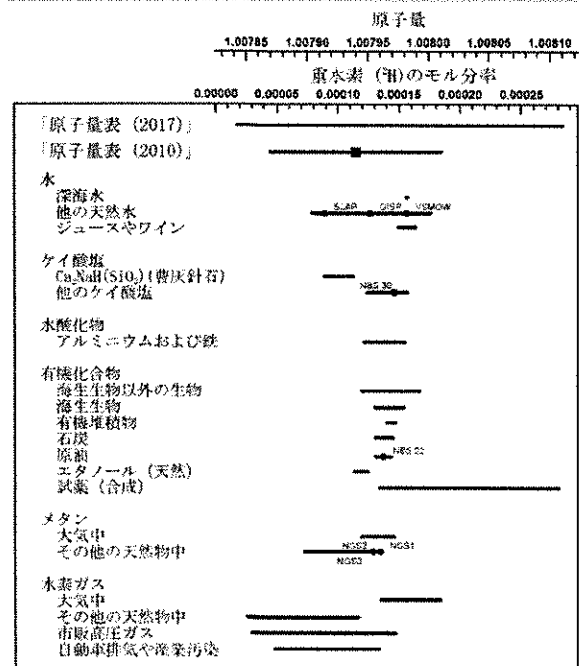 原子量
1.00785 1.00790 1.00795 1.00800 1.00805 1.00810
重水素 (²H) のモル分率
0.00000 0.00005 0.00010 0.00015 0.00020 0.00025
「原子量表 (2017)」
「原子量表 (2010)」
水
深海水
他の天然水 SLAP GISP VSMOW
ジュースやワイン
ケイ酸塩
Ca₂NaH(SiO₃) (曹灰針石)
他のケイ酸塩 NBS 30
水酸化物
アルミニウムおよび鉄
有機化合物
海生生物以外の生物
海生生物
有機堆積物
石炭
原油 NBS 22
エタノール (天然)
試薬 (合成)
メタン
大気中
その他の天然物中 NGS2 NGS1
NGS3
水素ガス
大気中
その他の天然物中
市販高圧ガス
自動車排気や産業汚染